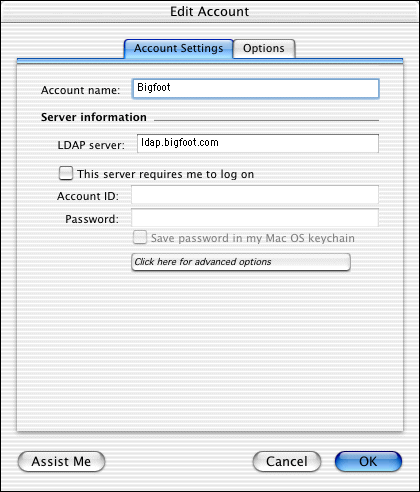 Edit Account
Account Settings Options
Account name: Bigfoot
Server information
LDAP server: ldap.bigfoot.com
This server requires me to log on
Account ID:
Password:
Save password in my Mac OS keychain
Click here for advanced options
Assist Me Cancel OK